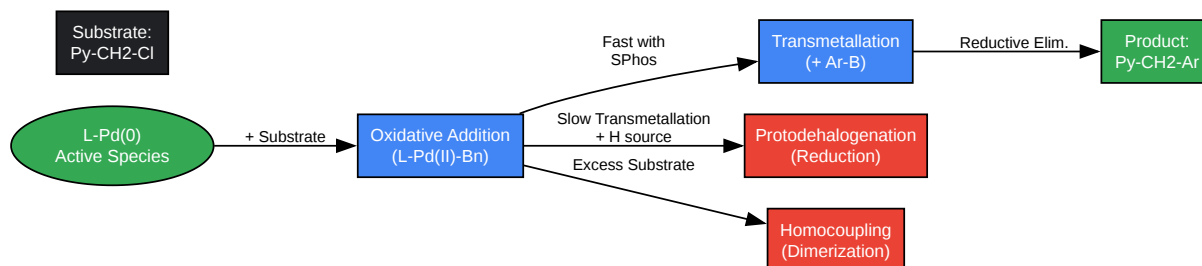 Substrate:
Py-CH2-Cl
L-Pd(0)
Active Species
+ Substrate
Oxidative Addition
(L-Pd(II)-Bn)
Fast with
SPhos
Transmetallation
(+ Ar-B)
Reductive Elim.
Product:
Py-CH2-Ar
Slow Transmetallation
+ H source
Protodehalogenation
(Reduction)
Excess Substrate
Homocoupling
(Dimerization)